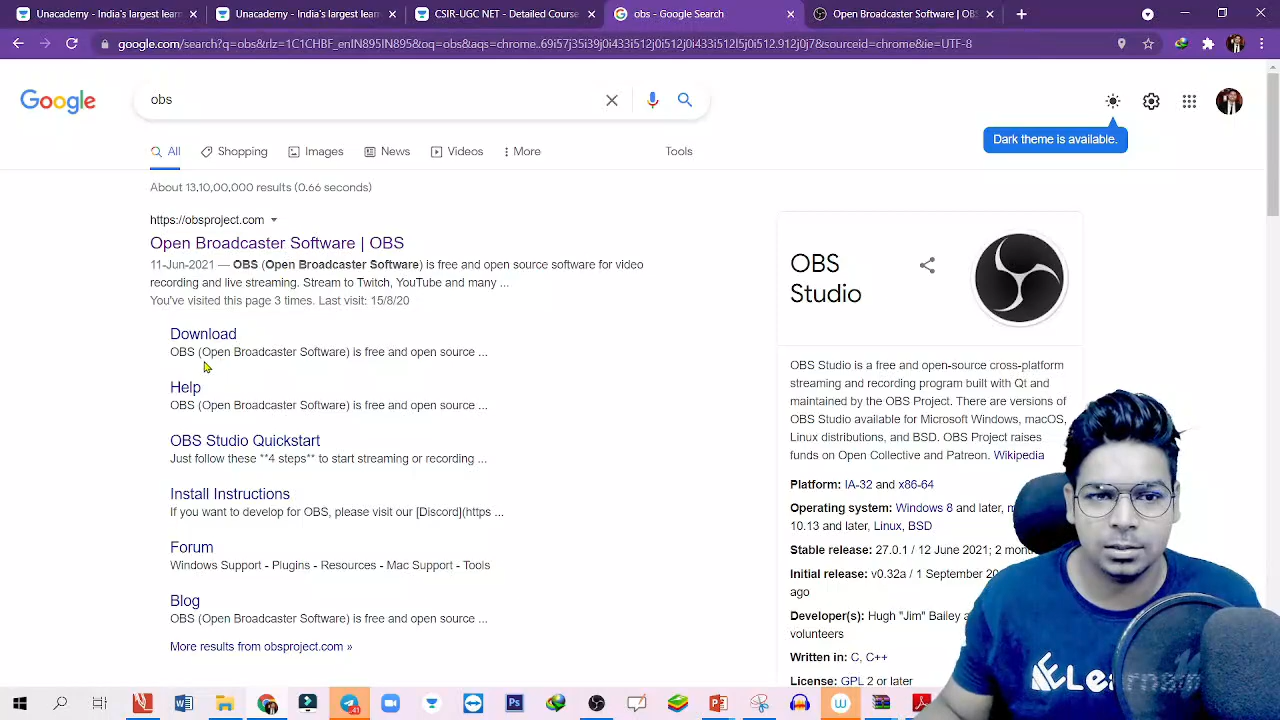 Unacademy - India's largest learn
Unacademy - India's largest learn
CSIR-UGC NET - Detailed Course
obs - Google Search
Open Broadcaster Software | OBS
google.com/search?q=obs&rlz=1C1CHBF_enIN895IN895&oq=obs&aqs=chrome..69i57j35i39j0i433i512j0i512j0i433i512l5j0i512.912j0j7&sourceid=chrome&ie=UTF-8
Google
obs
Dark theme is available.
All
Shopping
Images
News
Videos
More
Tools
About 13,10,00,000 results (0.66 seconds)
https://obsproject.com
Open Broadcaster Software | OBS
11-Jun-2021 — OBS (Open Broadcaster Software) is free and open source software for video
recording and live streaming. Stream to Twitch, YouTube and many ...
You've visited this page 3 times. Last visit: 15/8/20
Download
OBS (Open Broadcaster Software) is free and open source ...
Help
OBS (Open Broadcaster Software) is free and open source ...
OBS Studio Quickstart
Just follow these **4 steps** to start streaming or recording ...
Install Instructions
If you want to develop for OBS, please visit our [Discord](https ...
Forum
Windows Support - Plugins - Resources - Mac Support - Tools
Blog
OBS (Open Broadcaster Software) is free and open source ...
More results from obsproject.com »
OBS
Studio
OBS Studio is a free and open-source cross-platform
streaming and recording program built with Qt and
maintained by the OBS Project. There are versions of
OBS Studio available for Microsoft Windows, macOS,
Linux distributions, and BSD. OBS Project raises
funds on Open Collective and Patreon. Wikipedia
Platform: IA-32 and x86-64
Operating system: Windows 8 and later,
10.13 and later, Linux, BSD
Stable release: 27.0.1 / 12 June 2021; 2
Initial release: v0.32a / 1 September
ago
Developer(s): Hugh "Jim" Bailey
volunteers
Written in: C, C++
License: GPL 2 or later
41